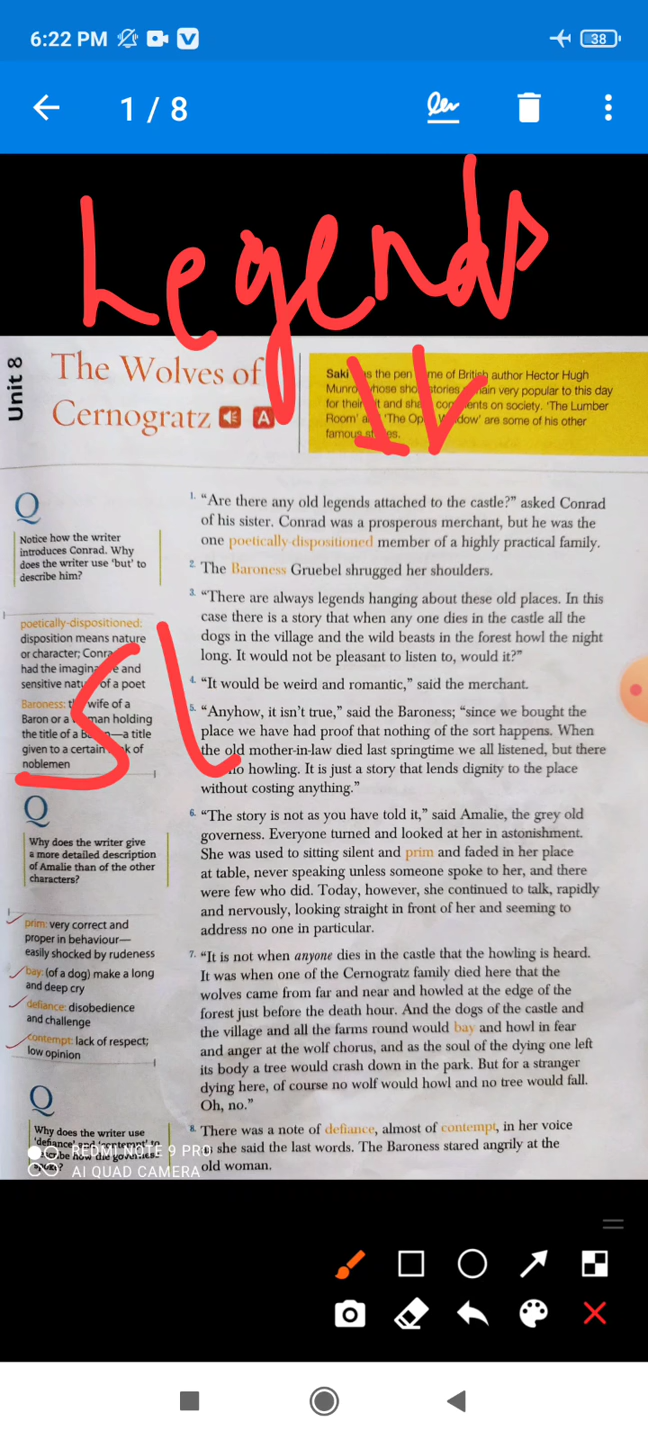 6:22 PM
38
1 / 8
Legends
Unit 8
The Wolves of
Cernogratz
A
Saki the pen of British author Hector Hugh
Munro, whose stories remain very popular to this day
for their and comments on society. 'The Lumber
Room' 'The Open Window' are some of his other
famous stories.
Q
Notice how the writer
introduces Conrad. Why
does the writer use 'but' to
describe him?
poetically-dispositioned:
disposition means nature
or character; Conrad
had the imaginative and
sensitive nature of a poet
Baroness: the wife of a
Baron or a woman holding
the title of a Baron—a title
given to a certain rank of
noblemen
SL
Q
Why does the writer give
a more detailed description
of Amalie than of the other
characters?
prim: very correct and
proper in behaviour—
easily shocked by rudeness
bay: (of a dog) make a long
and deep cry
defiance: disobedience
and challenge
contempt: lack of respect;
low opinion
Q
Why does the writer use
'defiance' and 'contempt' to
describe how the governess
spoke?
1. “Are there any old legends attached to the castle?” asked Conrad
of his sister. Conrad was a prosperous merchant, but he was the
one poetically-dispositioned member of a highly practical family.
2. The Baroness Gruebel shrugged her shoulders.
3. “There are always legends hanging about these old places. In this
case there is a story that when any one dies in the castle all the
dogs in the village and the wild beasts in the forest howl the night
long. It would not be pleasant to listen to, would it?”
4. “It would be weird and romantic,” said the merchant.
5. “Anyhow, it isn’t true,” said the Baroness; “since we bought the
place we have had proof that nothing of the sort happens. When
the old mother-in-law died last springtime we all listened, but there
no howling. It is just a story that lends dignity to the place
without costing anything.”
6. “The story is not as you have told it,” said Amalie, the grey old
governess. Everyone turned and looked at her in astonishment.
She was used to sitting silent and prim and faded in her place
at table, never speaking unless someone spoke to her, and there
were few who did. Today, however, she continued to talk, rapidly
and nervously, looking straight in front of her and seeming to
address no one in particular.
7. “It is not when anyone dies in the castle that the howling is heard.
It was when one of the Cernogratz family died here that the
wolves came from far and near and howled at the edge of the
forest just before the death hour. And the dogs of the castle and
the village and all the farms round would bay and howl in fear
and anger at the wolf chorus, and as the soul of the dying one left
its body a tree would crash down in the park. But for a stranger
dying here, of course no wolf would howl and no tree would fall.
Oh, no.”
8. There was a note of defiance, almost of contempt, in her voice
she said the last words. The Baroness stared angrily at the
old woman.
REDMI NOTE 9 PRO
AI QUAD CAMERA